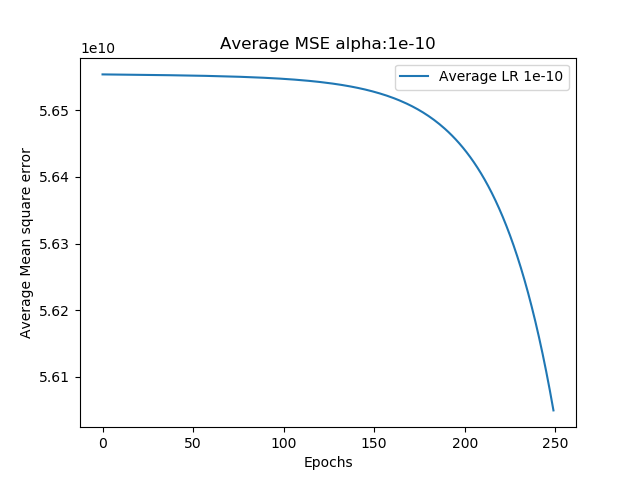 Average MSE alpha:1e-10
1e10
Average LR 1e-10
5.65
5.64
5.63
5.62
5.61
Average Mean square error
0 50 100 150 200 250
Epochs